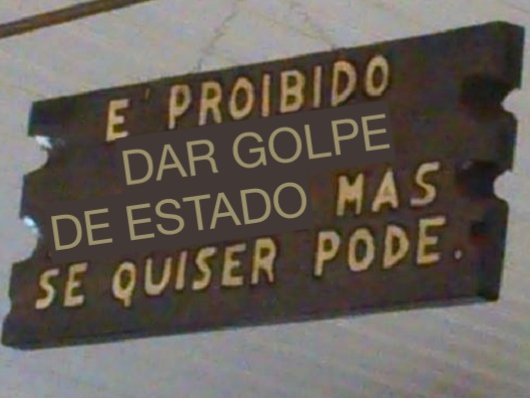 E' PROIBIDO
DAR GOLPE
DE ESTADO MAS
SE QUISER PODE.